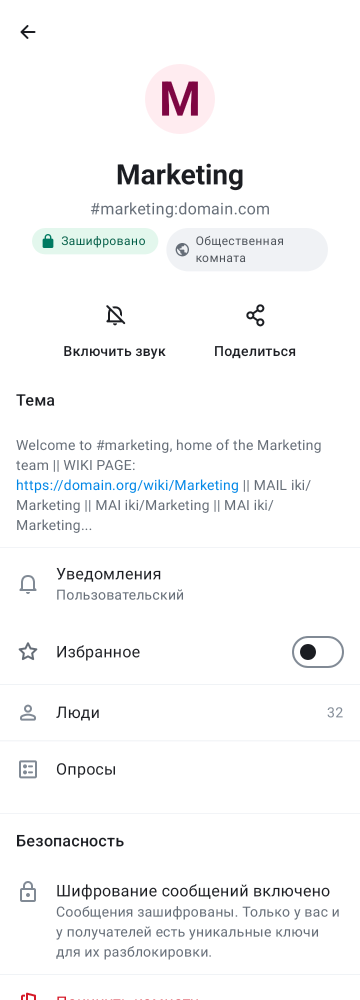 M
Marketing
#marketing:domain.com
Зашифровано
Общественная
комната
Включить звук
Поделиться
Тема
Welcome to #marketing, home of the Marketing
team || WIKI PAGE:
https://domain.org/wiki/Marketing || MAIL iki/
Marketing || MAI iki/Marketing || MAI iki/
Marketing...
Уведомления
Пользовательский
Избранное
Люди
32
Опросы
Безопасность
Шифрование сообщений включено
Сообщения зашифрованы. Только у вас и
у получателей есть уникальные ключи
для их разблокировки.
Покинуть комнату